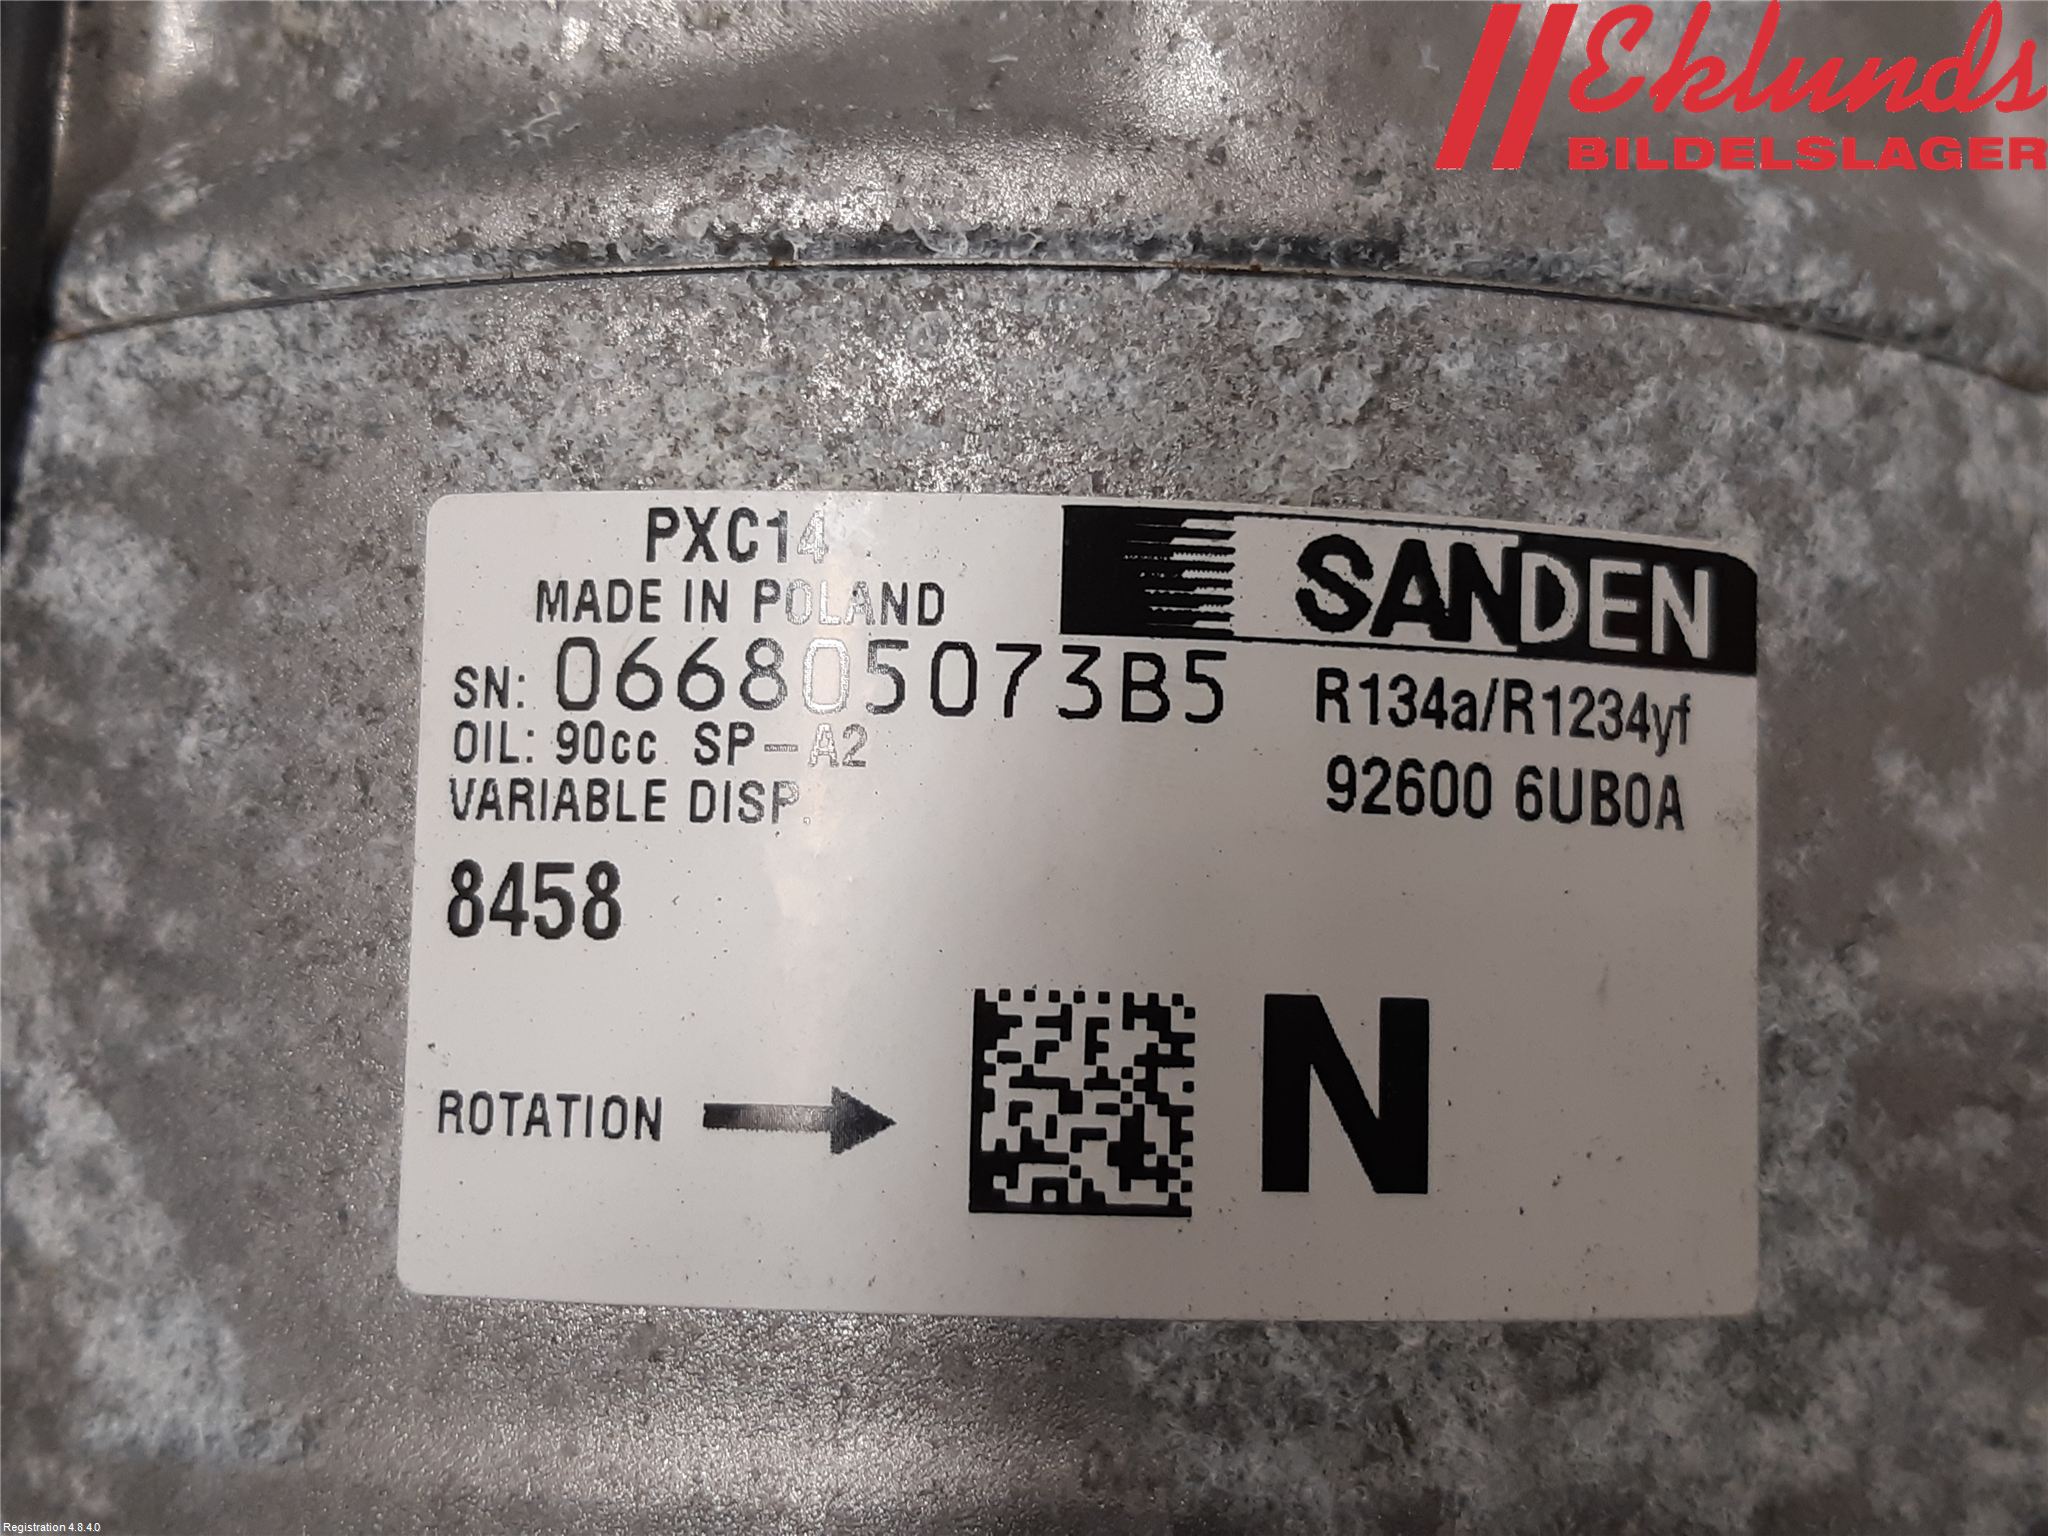 Eklunds
BILDELSLAGER
PXC14
MADE IN POLAND
SANDEN
SN: 066805073B5
R134a/R1234yf
OIL: 90cc SP-A2
92600 6UB0A
VARIABLE DISP.
8458
ROTATION
N
Registration 4.8.4.0